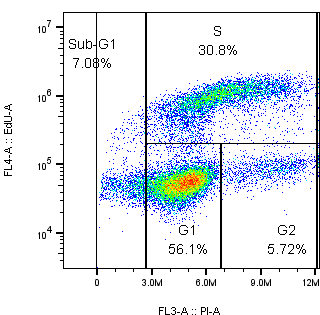 10^7
S
Sub-G1
30.8%
7.08%
10^6
FL4-A :: EdU-A
10^5
G1
G2
10^4
56.1%
5.72%
0 3.0M 6.0M 9.0M 12M
FL3-A :: PI-A